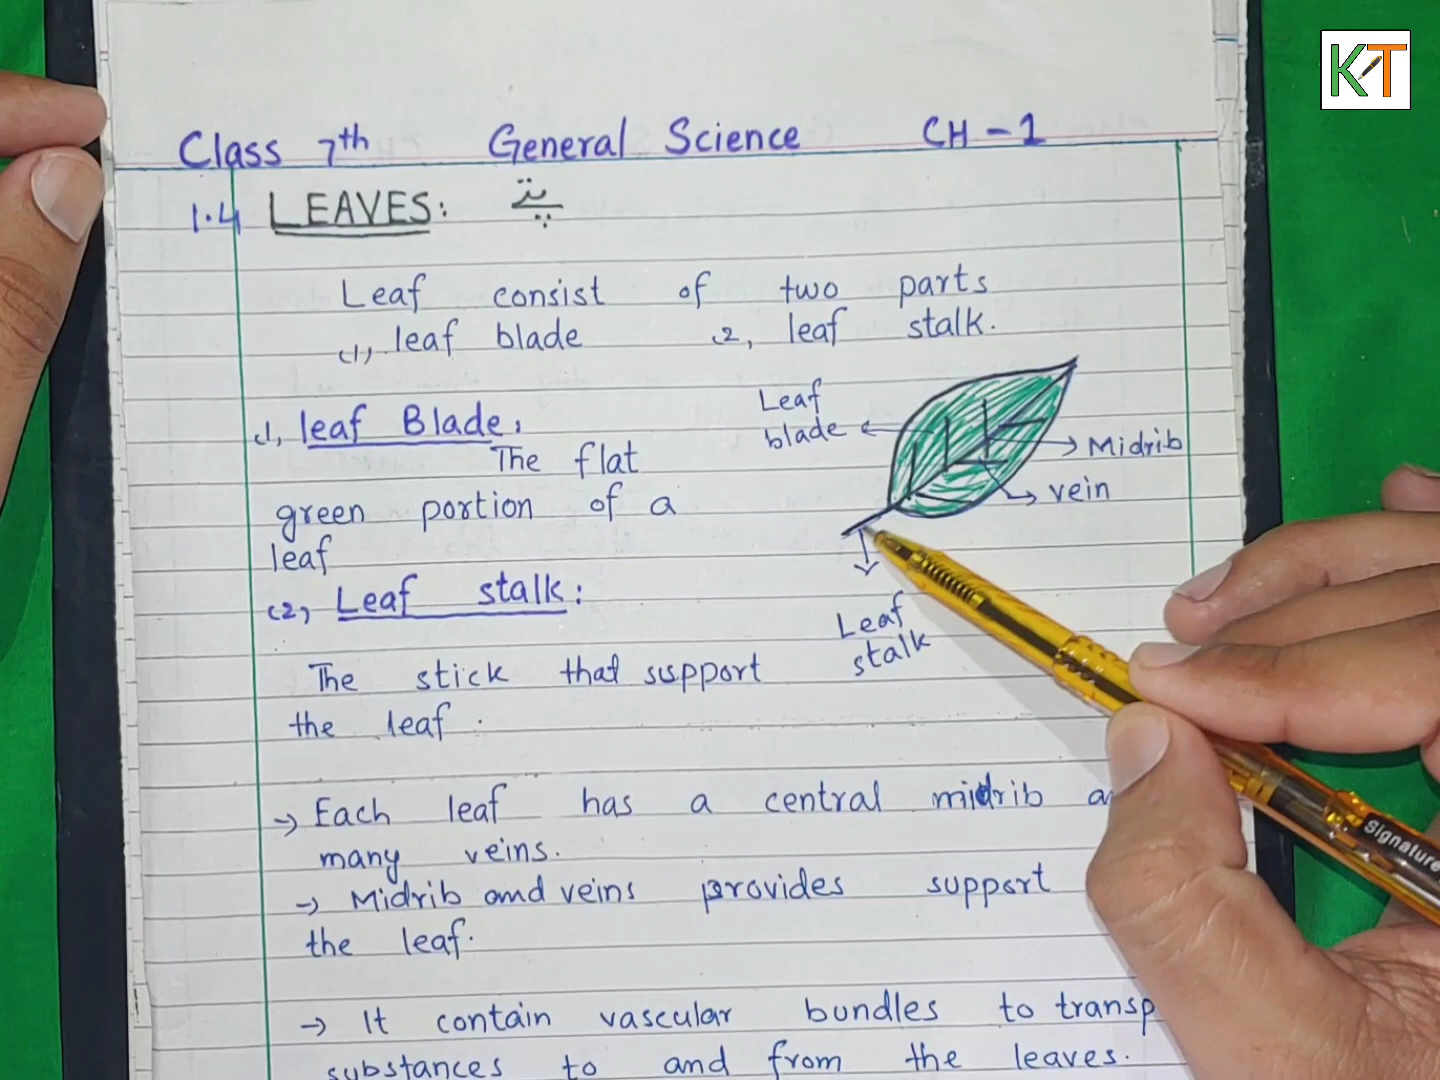 KT
Class 7th General Science CH-1
1.4 LEAVES: پتے
Leaf consist of two parts
(1), leaf blade (2), leaf stalk.
(1), leaf Blade:
The flat
green portion of a
leaf
Leaf
blade
Midrib
vein
Leaf
stalk
(2), Leaf stalk:
The stick that support
the leaf.
→ Each leaf has a central midrib
many veins.
→ Midrib and veins provides support
the leaf.
→ It contain vascular bundles to transp
substances to and from the leaves.
Signature